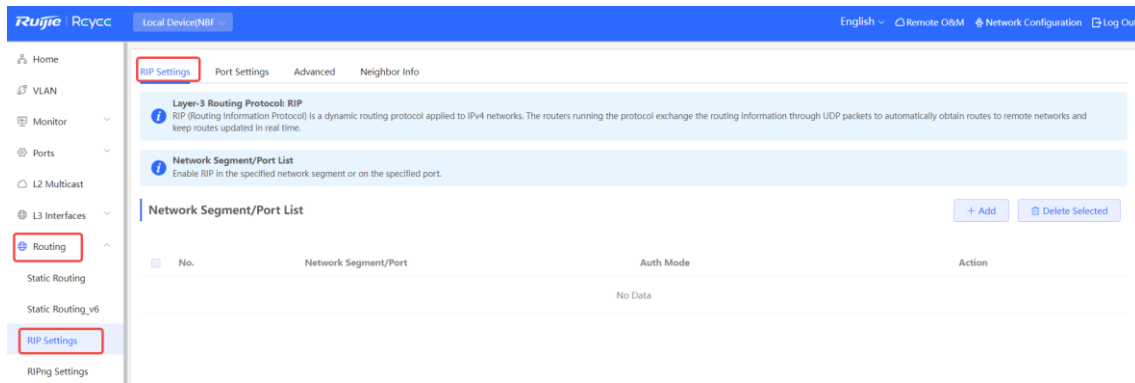 Ruijie | Rcycc
Local Device(NBF
English
Remote O&M
Network Configuration
Log Out
Home
VLAN
Monitor
Ports
L2 Multicast
L3 Interfaces
Routing
Static Routing
Static Routing_v6
RIP Settings
RIPng Settings
RIP Settings
Port Settings
Advanced
Neighbor Info
Layer-3 Routing Protocol: RIP
RIP (Routing Information Protocol) is a dynamic routing protocol applied to IPv4 networks. The routers running the protocol exchange the routing information through UDP packets to automatically obtain routes to remote networks and
keep routes updated in real time.
Network Segment/Port List
Enable RIP in the specified network segment or on the specified port.
Network Segment/Port List
+ Add
Delete Selected
No.
Network Segment/Port
Auth Mode
Action
No Data